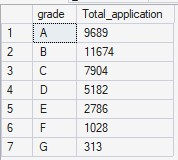 grade Total_application
1 A 9689
2 B 11674
3 C 7904
4 D 5182
5 E 2786
6 F 1028
7 G 313